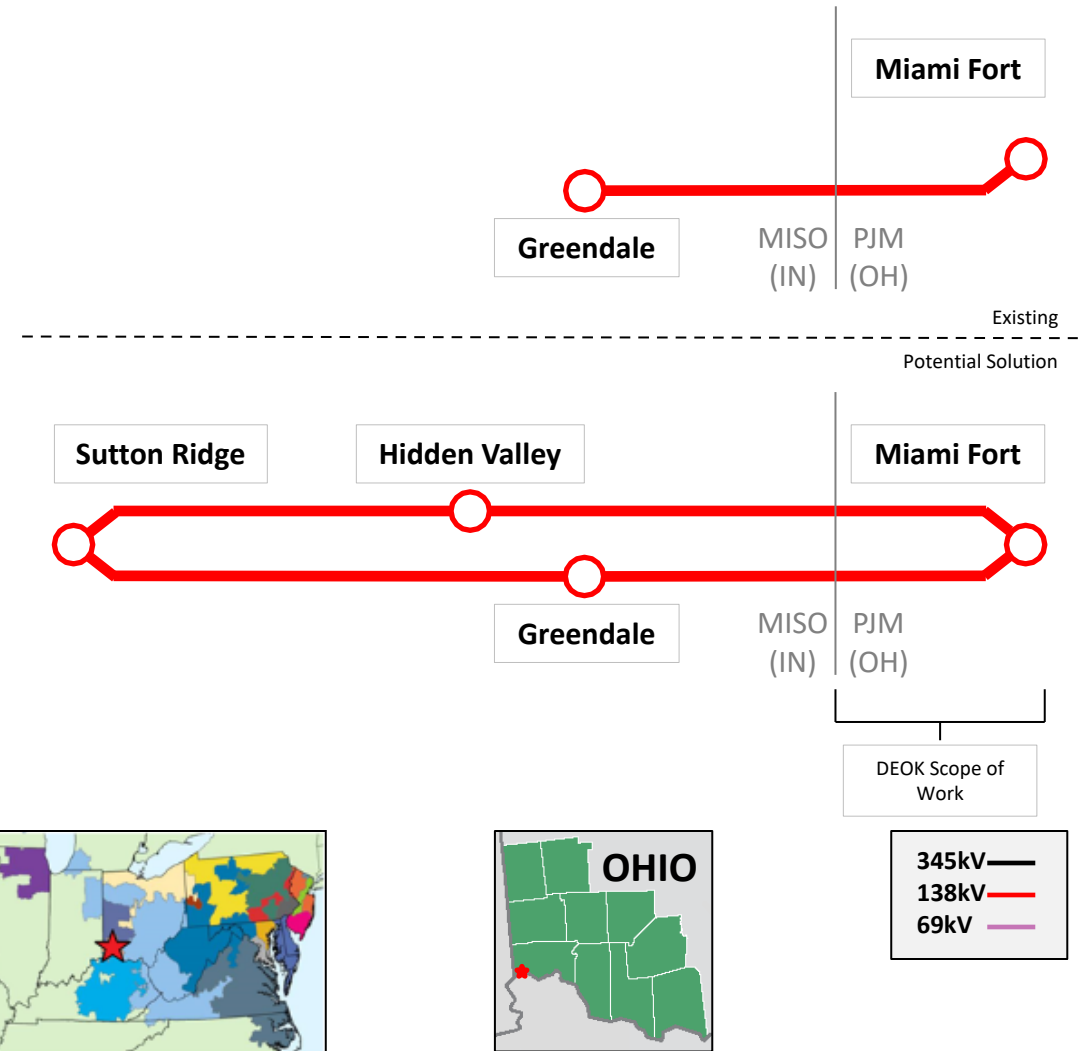 Miami Fort
Greendale
MISO PJM
(IN) (OH)
Existing
Potential Solution
Sutton Ridge
Hidden Valley
Miami Fort
Greendale
MISO PJM
(IN) (OH)
DEOK Scope of
Work
OHIO
345kV
138kV
69kV